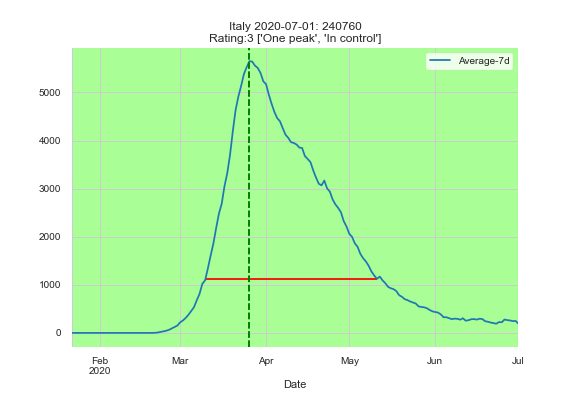 Italy 2020-07-01: 240760
Rating:3 ['One peak', 'In control']
Average-7d
5000
4000
3000
2000
1000
0
Feb
2020
Mar
Apr
May
Jun
Jul
Date